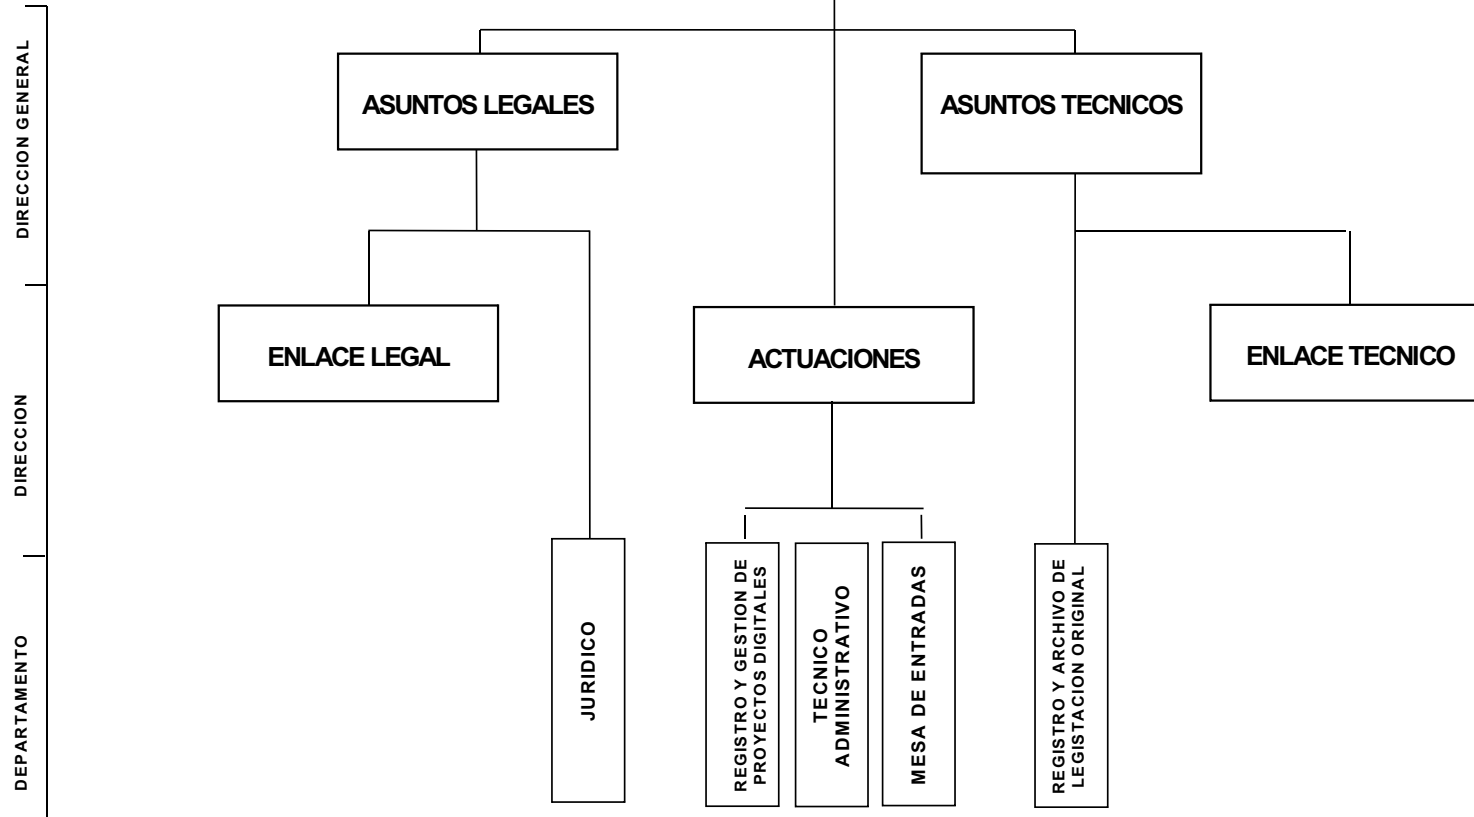 DIRECCION GENERAL
ASUNTOS LEGALES
ASUNTOS TECNICOS
DIRECCION
ENLACE LEGAL
ACTUACIONES
ENLACE TECNICO
DEPARTAMENTO
JURIDICO
REGISTRO Y GESTION DE
PROYECTOS DIGITALES
TECNICO
ADMINISTRATIVO
MESA DE ENTRADAS
REGISTRO Y ARCHIVO DE
LEGISTACION ORIGINAL